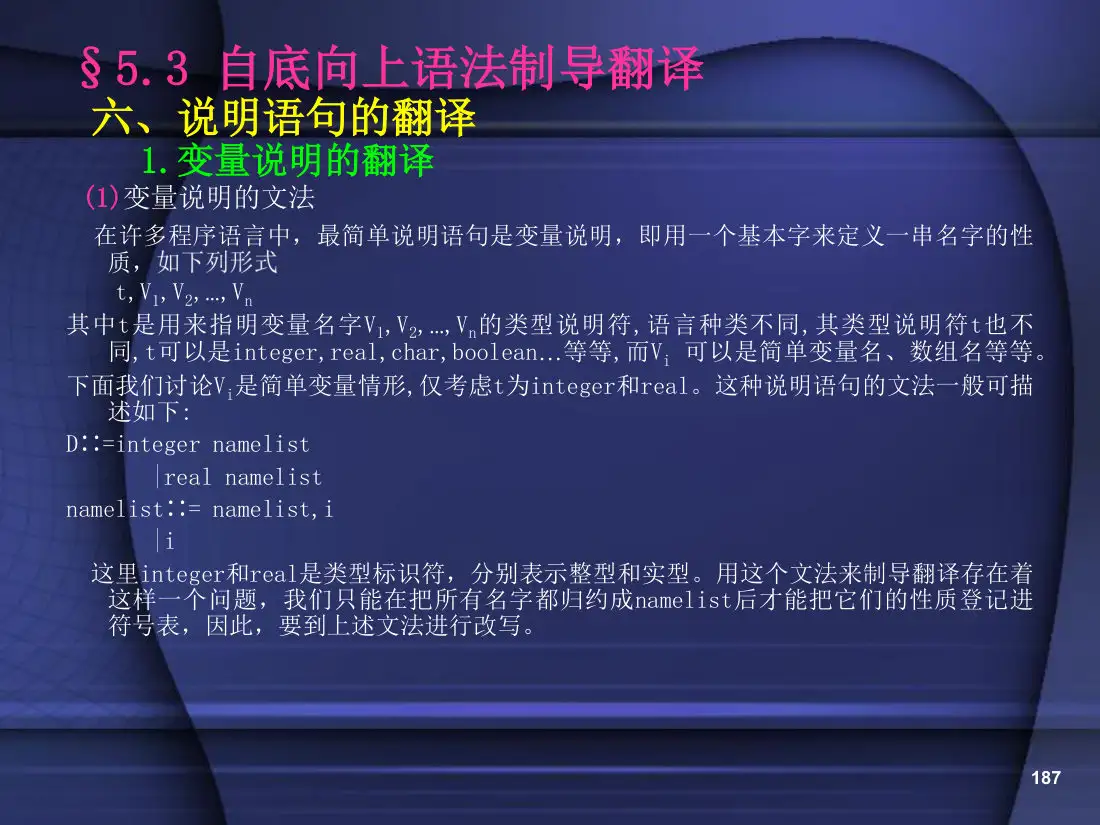 §5.3 自底向上语法制导翻译
六、说明语句的翻译
1.变量说明的翻译
(1)变量说明的文法
在许多程序语言中，最简单说明语句是变量说明，即用一个基本字来定义一串名字的性
质，如下列形式
t,V1,V2,…,Vn
其中t是用来指明变量名字V1,V2,…,Vn的类型说明符,语言种类不同,其类型说明符t也不
同,t可以是integer,real,char,boolean…等等,而Vi 可以是简单变量名、数组名等等。
下面我们讨论Vi是简单变量情形,仅考虑t为integer和real。这种说明语句的文法一般可描
述如下:
D∷=integer namelist
|real namelist
namelist∷= namelist,i
|i
这里integer和real是类型标识符，分别表示整型和实型。用这个文法来制导翻译存在着
这样一个问题，我们只能在把所有名字都归约成namelist后才能把它们的性质登记进
符号表，因此，要到上述文法进行改写。
187